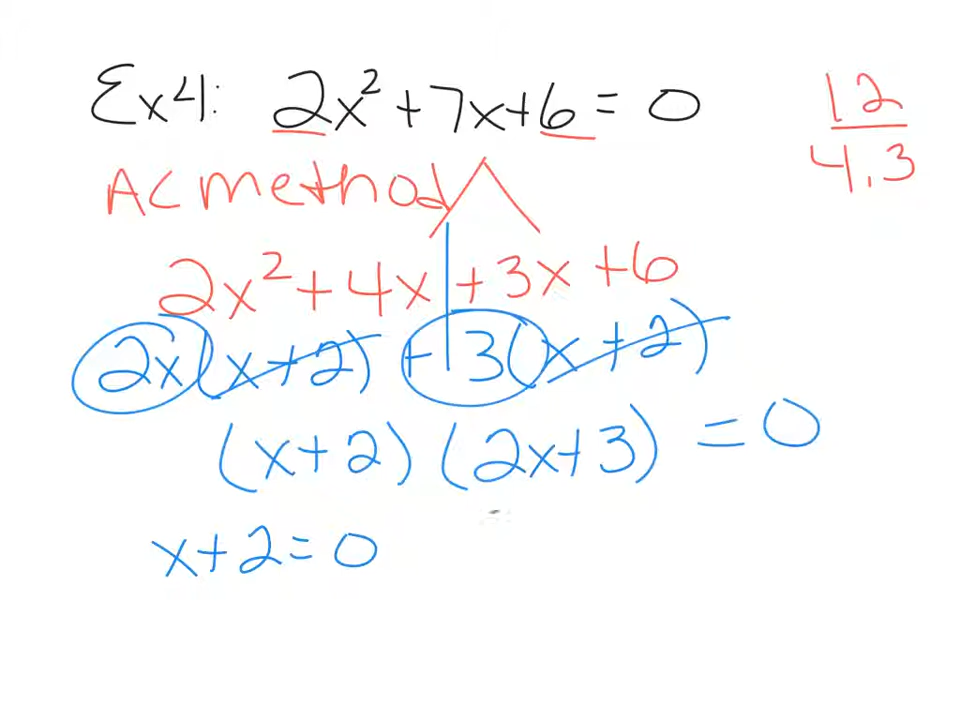 Ex4: 2x² + 7x + 6 = 0
12
4,3
AC method
2x² + 4x + 3x + 6
2x(x+2) + 3(x+2)
(x+2)(2x+3) = 0
x+2=0